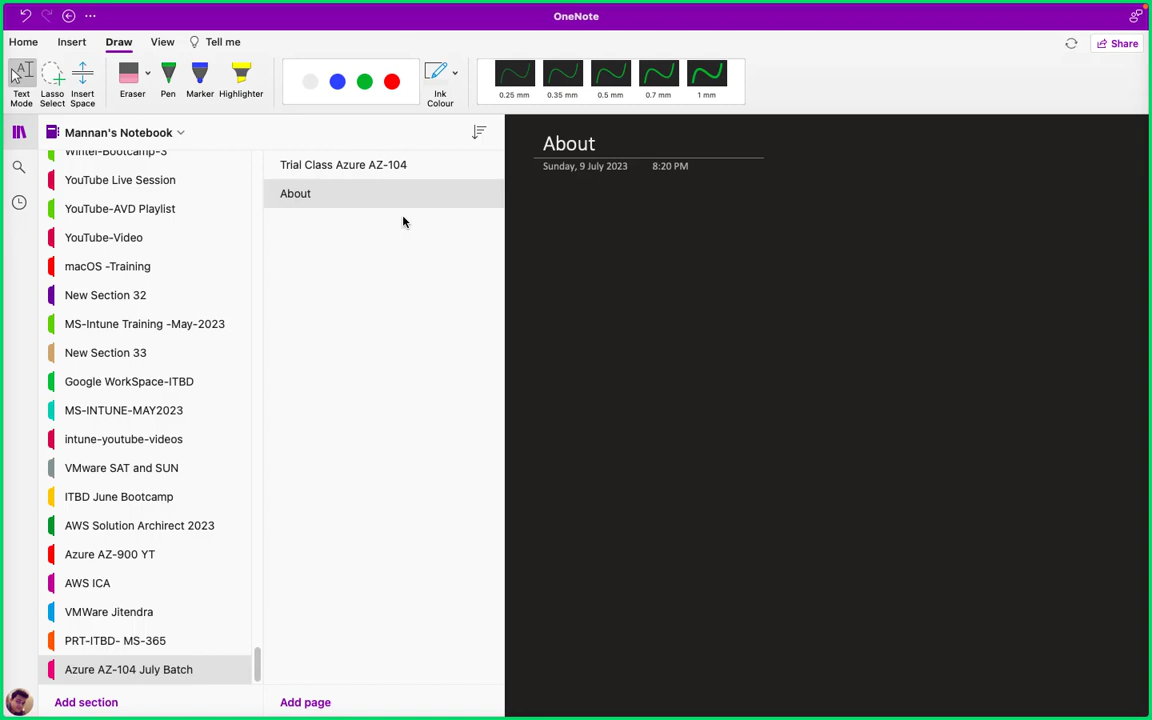 OneNote
Home Insert Draw View Tell me
Share
Text Mode
Lasso Select
Insert Space
Eraser
Pen
Marker
Highlighter
Ink Colour
0.25 mm
0.35 mm
0.5 mm
0.7 mm
1 mm
Mannan's Notebook
Winter-Bootcamp-3
YouTube Live Session
YouTube-AVD Playlist
YouTube-Video
macOS -Training
New Section 32
MS-Intune Training -May-2023
New Section 33
Google WorkSpace-ITBD
MS-INTUNE-MAY2023
intune-youtube-videos
VMware SAT and SUN
ITBD June Bootcamp
AWS Solution Archirect 2023
Azure AZ-900 YT
AWS ICA
VMWare Jitendra
PRT-ITBD- MS-365
Azure AZ-104 July Batch
Add section
Trial Class Azure AZ-104
About
Add page
About
Sunday, 9 July 2023 8:20 PM